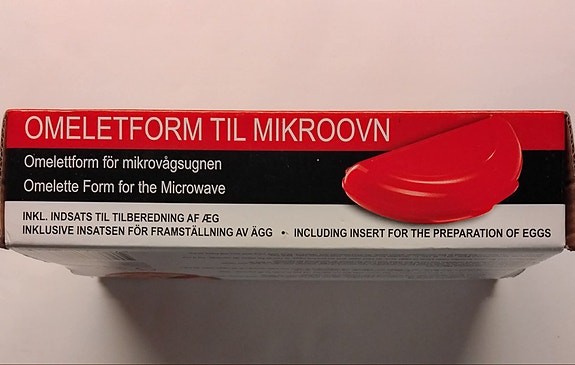 OMELETFORM TIL MIKROOVN
Omelettform för mikrovågsugnen
Omelette Form for the Microwave
INKL. INDSATS TIL TILBEREDNING AF ÆG
INKLUSIVE INSATSEN FÖR FRAMSTÄLLNING AV ÄGG • INCLUDING INSERT FOR THE PREPARATION OF EGGS